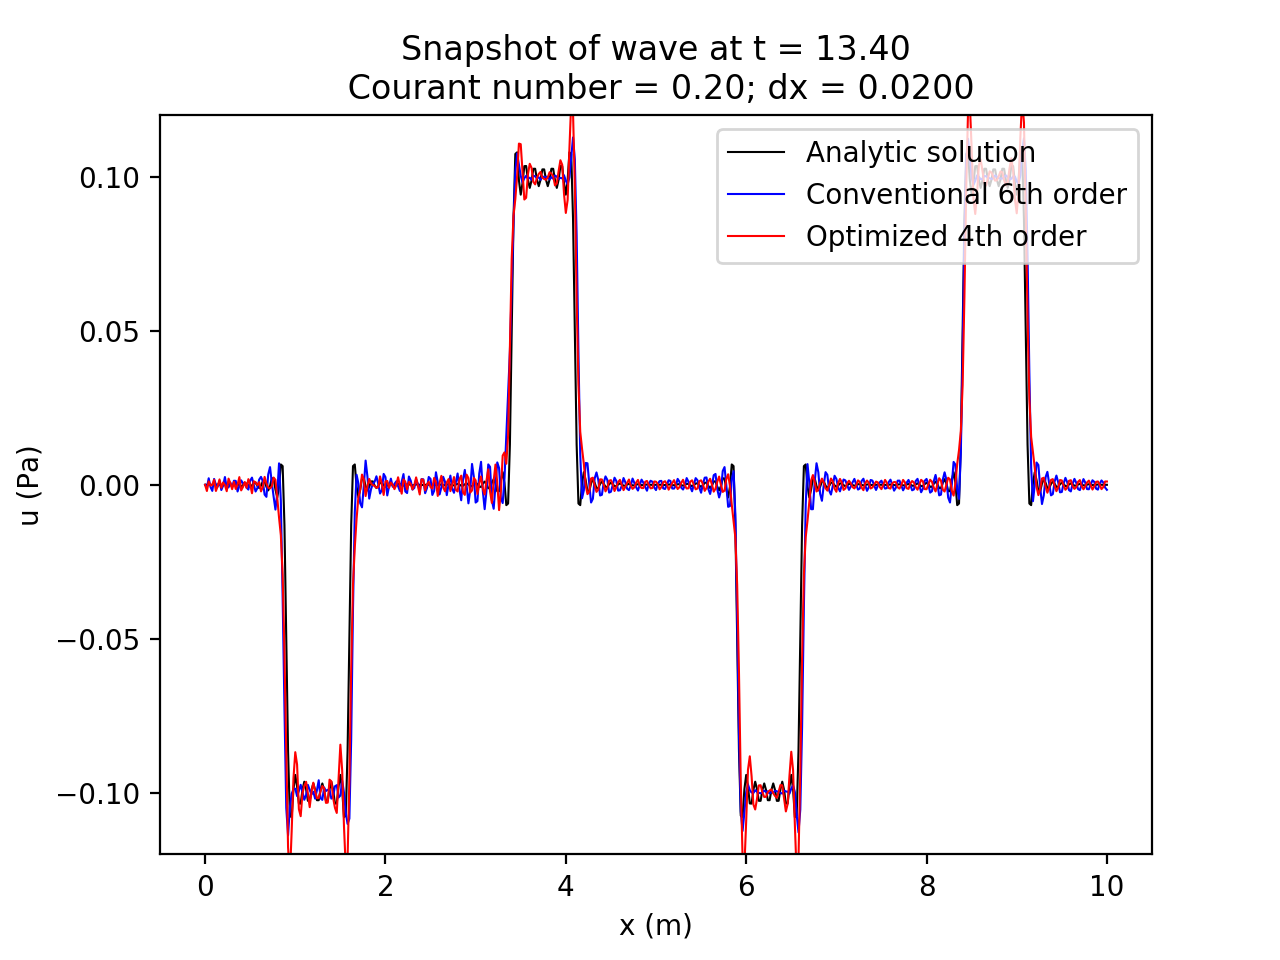 Snapshot of wave at t = 13.40
Courant number = 0.20; dx = 0.0200
Analytic solution
Conventional 6th order
Optimized 4th order
0.10
0.05
0.00
−0.05
−0.10
u (Pa)
0 2 4 6 8 10
x (m)